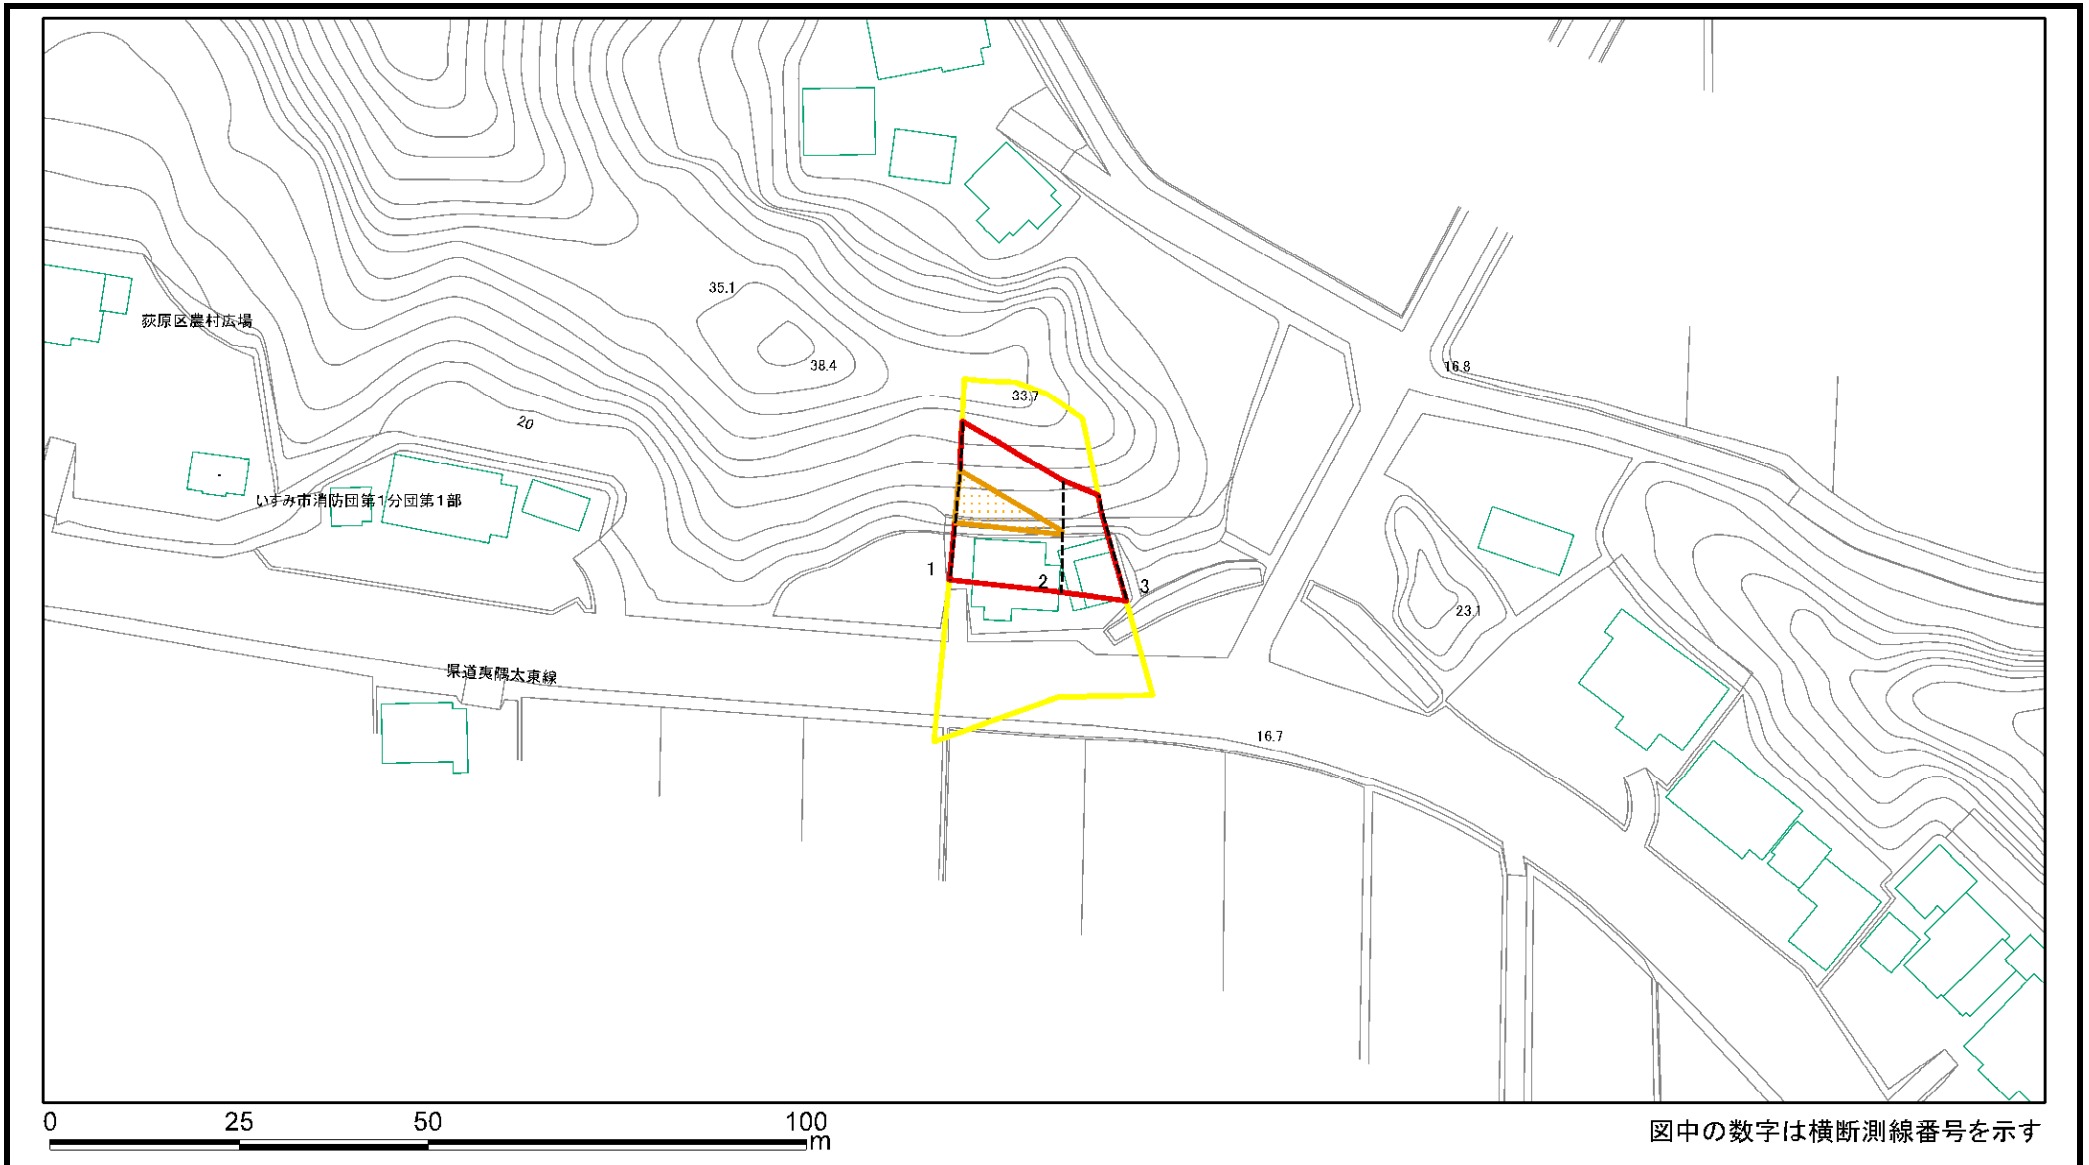 35.1
荻原区農村広場
38.4
16.8
33.7
20
いすみ市消防団第1分団第1部
1
2
3
23.1
県道夷隅太東線
16.7
0 25 50 100
m
図中の数字は横断測線番号を示す